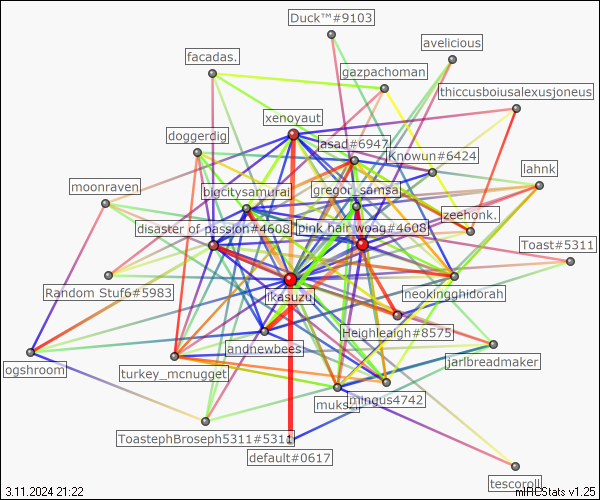 Duck™#9103
avelicious
facadas.
gazpachoman
thiccusboiusalexusjoneus
xenoyaut
doggerdig
asad#6947
Knowun#6424
lahnk
moonraven
bigcitysamurai
gregor_samsa.
zeehonk.
disaster of passion#4608
pink hair woag#4608
Toast#5311
Random Stuf6#5983
jikasuzu
neokingghidorah
Heighleaigh#8575
ogshroom
andnewbees
turkey_mcnugget
jarlbreadmaker
mingus4742
ToastephBroseph5311#5311
default#0617
tescoroll
3.11.2024 21:22
mIRCStats v1.25